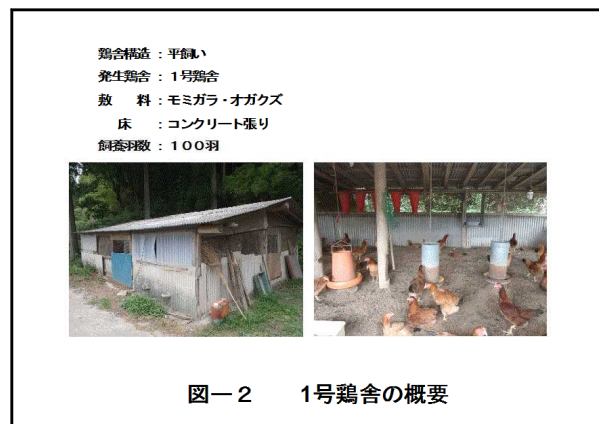 鶏舎構造 : 平飼い
発生鶏舎 : 1号鶏舎
敷　　料 : モミガラ・オガクズ
床 : コンクリート張り
飼養羽数 : 100羽
図ー2　　1号鶏舎の概要